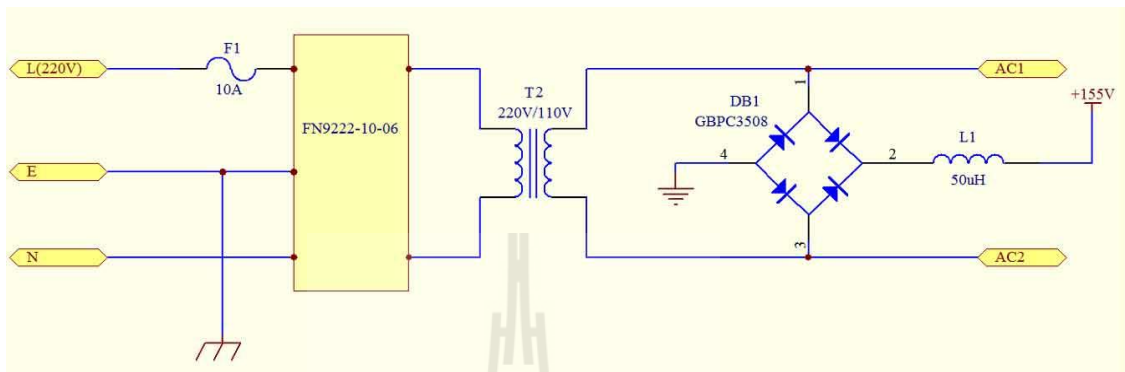 L(220V)
F1
10A
E
N
FN9222-10-06
T2
220V/110V
AC1
1
DB1
GBPC3508
4
2
3
L1
50uH
+155V
AC2